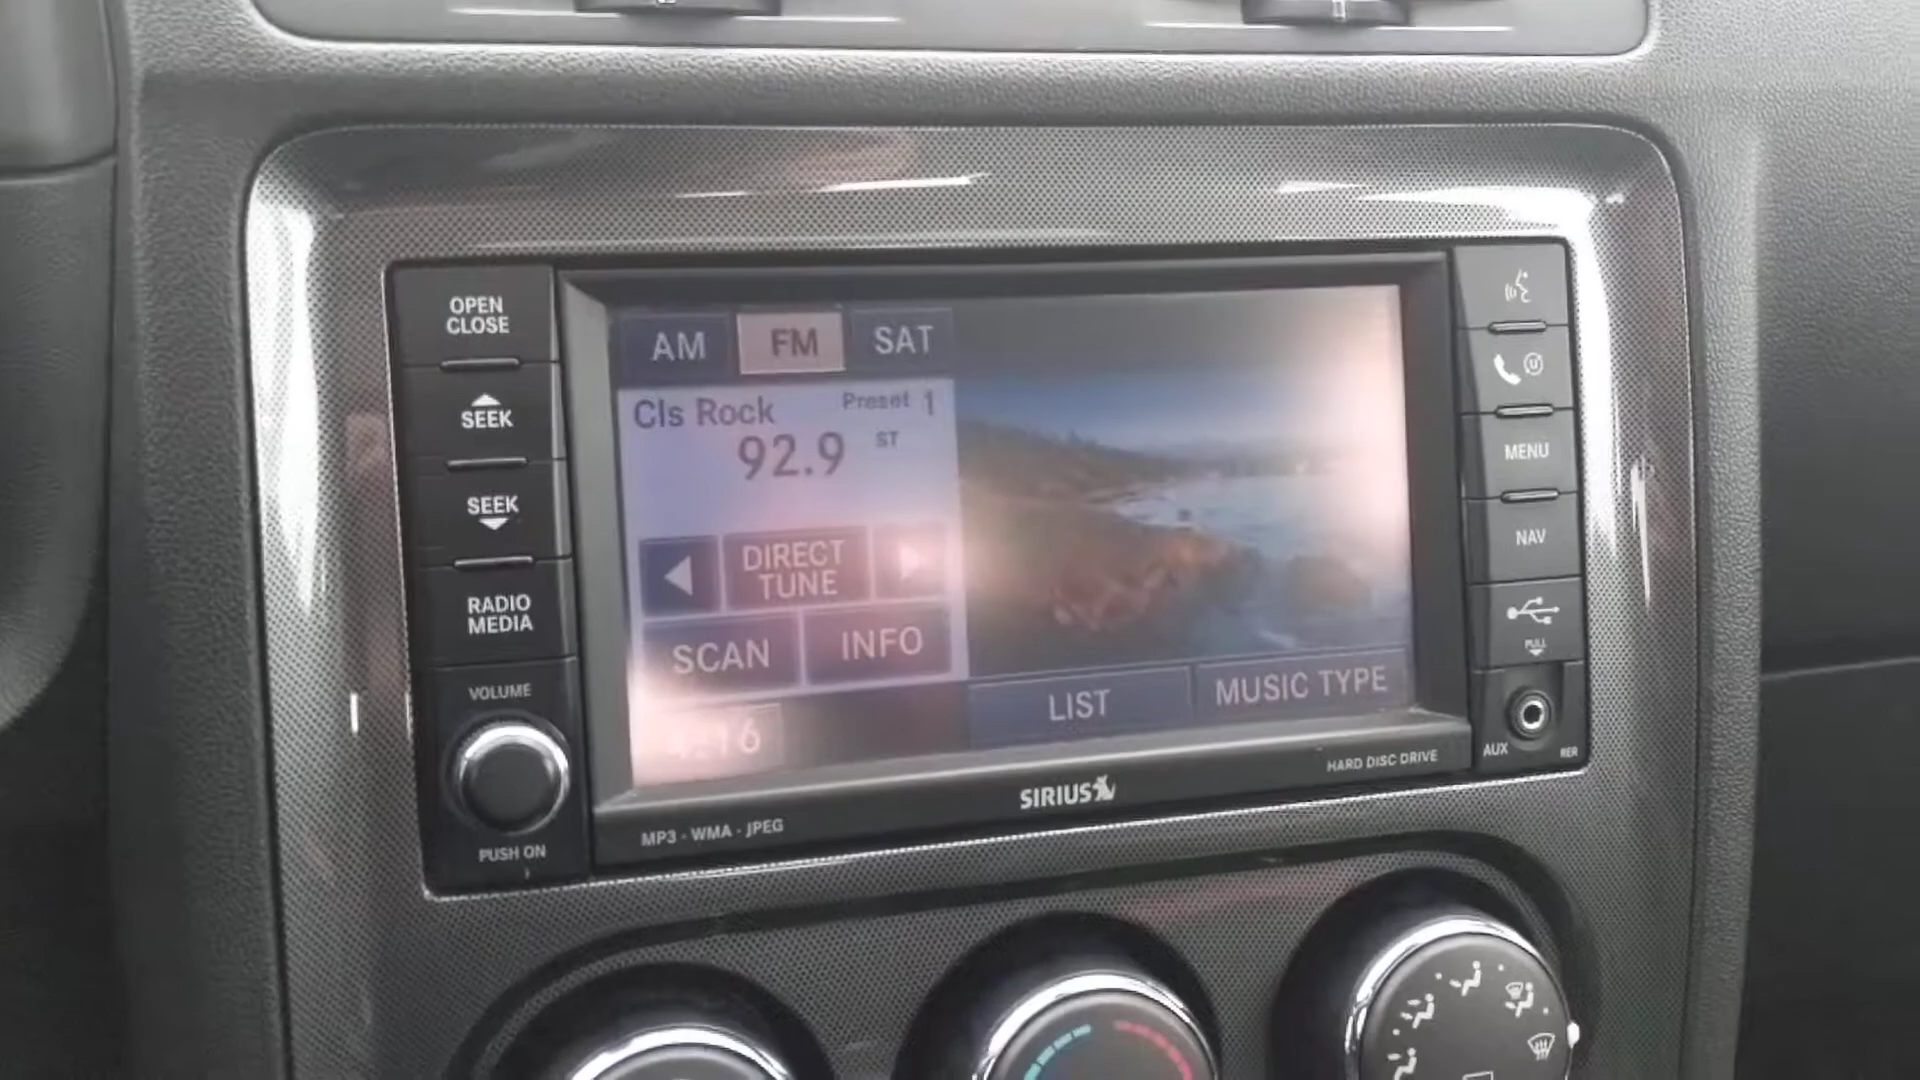 OPEN
CLOSE
SEEK
SEEK
RADIO
MEDIA
VOLUME
PUSH ON
AM FM SAT
Cls Rock Preset 1
92.9 ST
DIRECT
TUNE
SCAN INFO
LIST MUSIC TYPE
MP3 - WMA - JPEG
SIRIUS
HARD DISC DRIVE
MENU
NAV
PULL
AUX